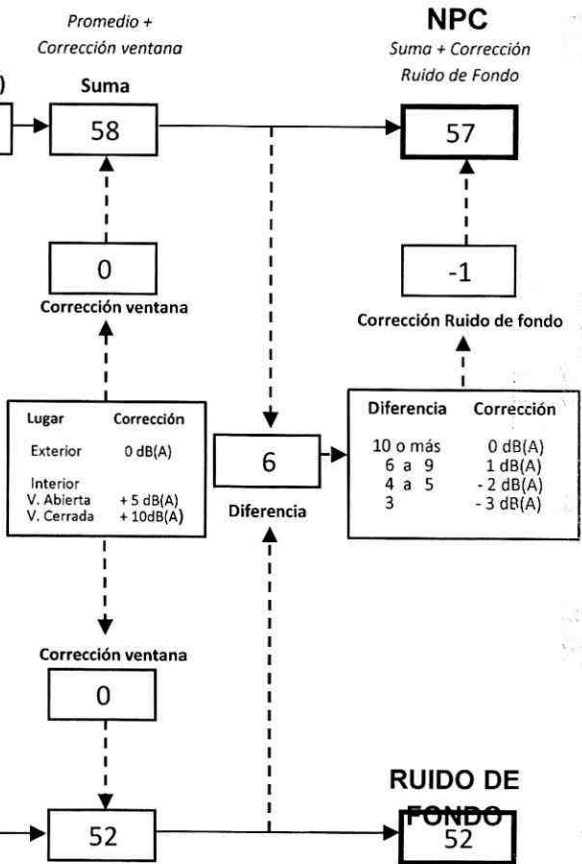 Promedio +
Corrección ventana
NPC
Suma + Corrección
Ruido de Fondo
)
Suma
58
57
0
-1
Corrección ventana
Corrección Ruido de fondo
Lugar Corrección
Exterior 0 dB(A)
Interior
V. Abierta + 5 dB(A)
V. Cerrada + 10dB(A)
6
Diferencia
Diferencia Corrección
10 o más 0 dB(A)
6 a 9 1 dB(A)
4 a 5 - 2 dB(A)
3 - 3 dB(A)
Corrección ventana
0
52
RUIDO DE
FONDO
52